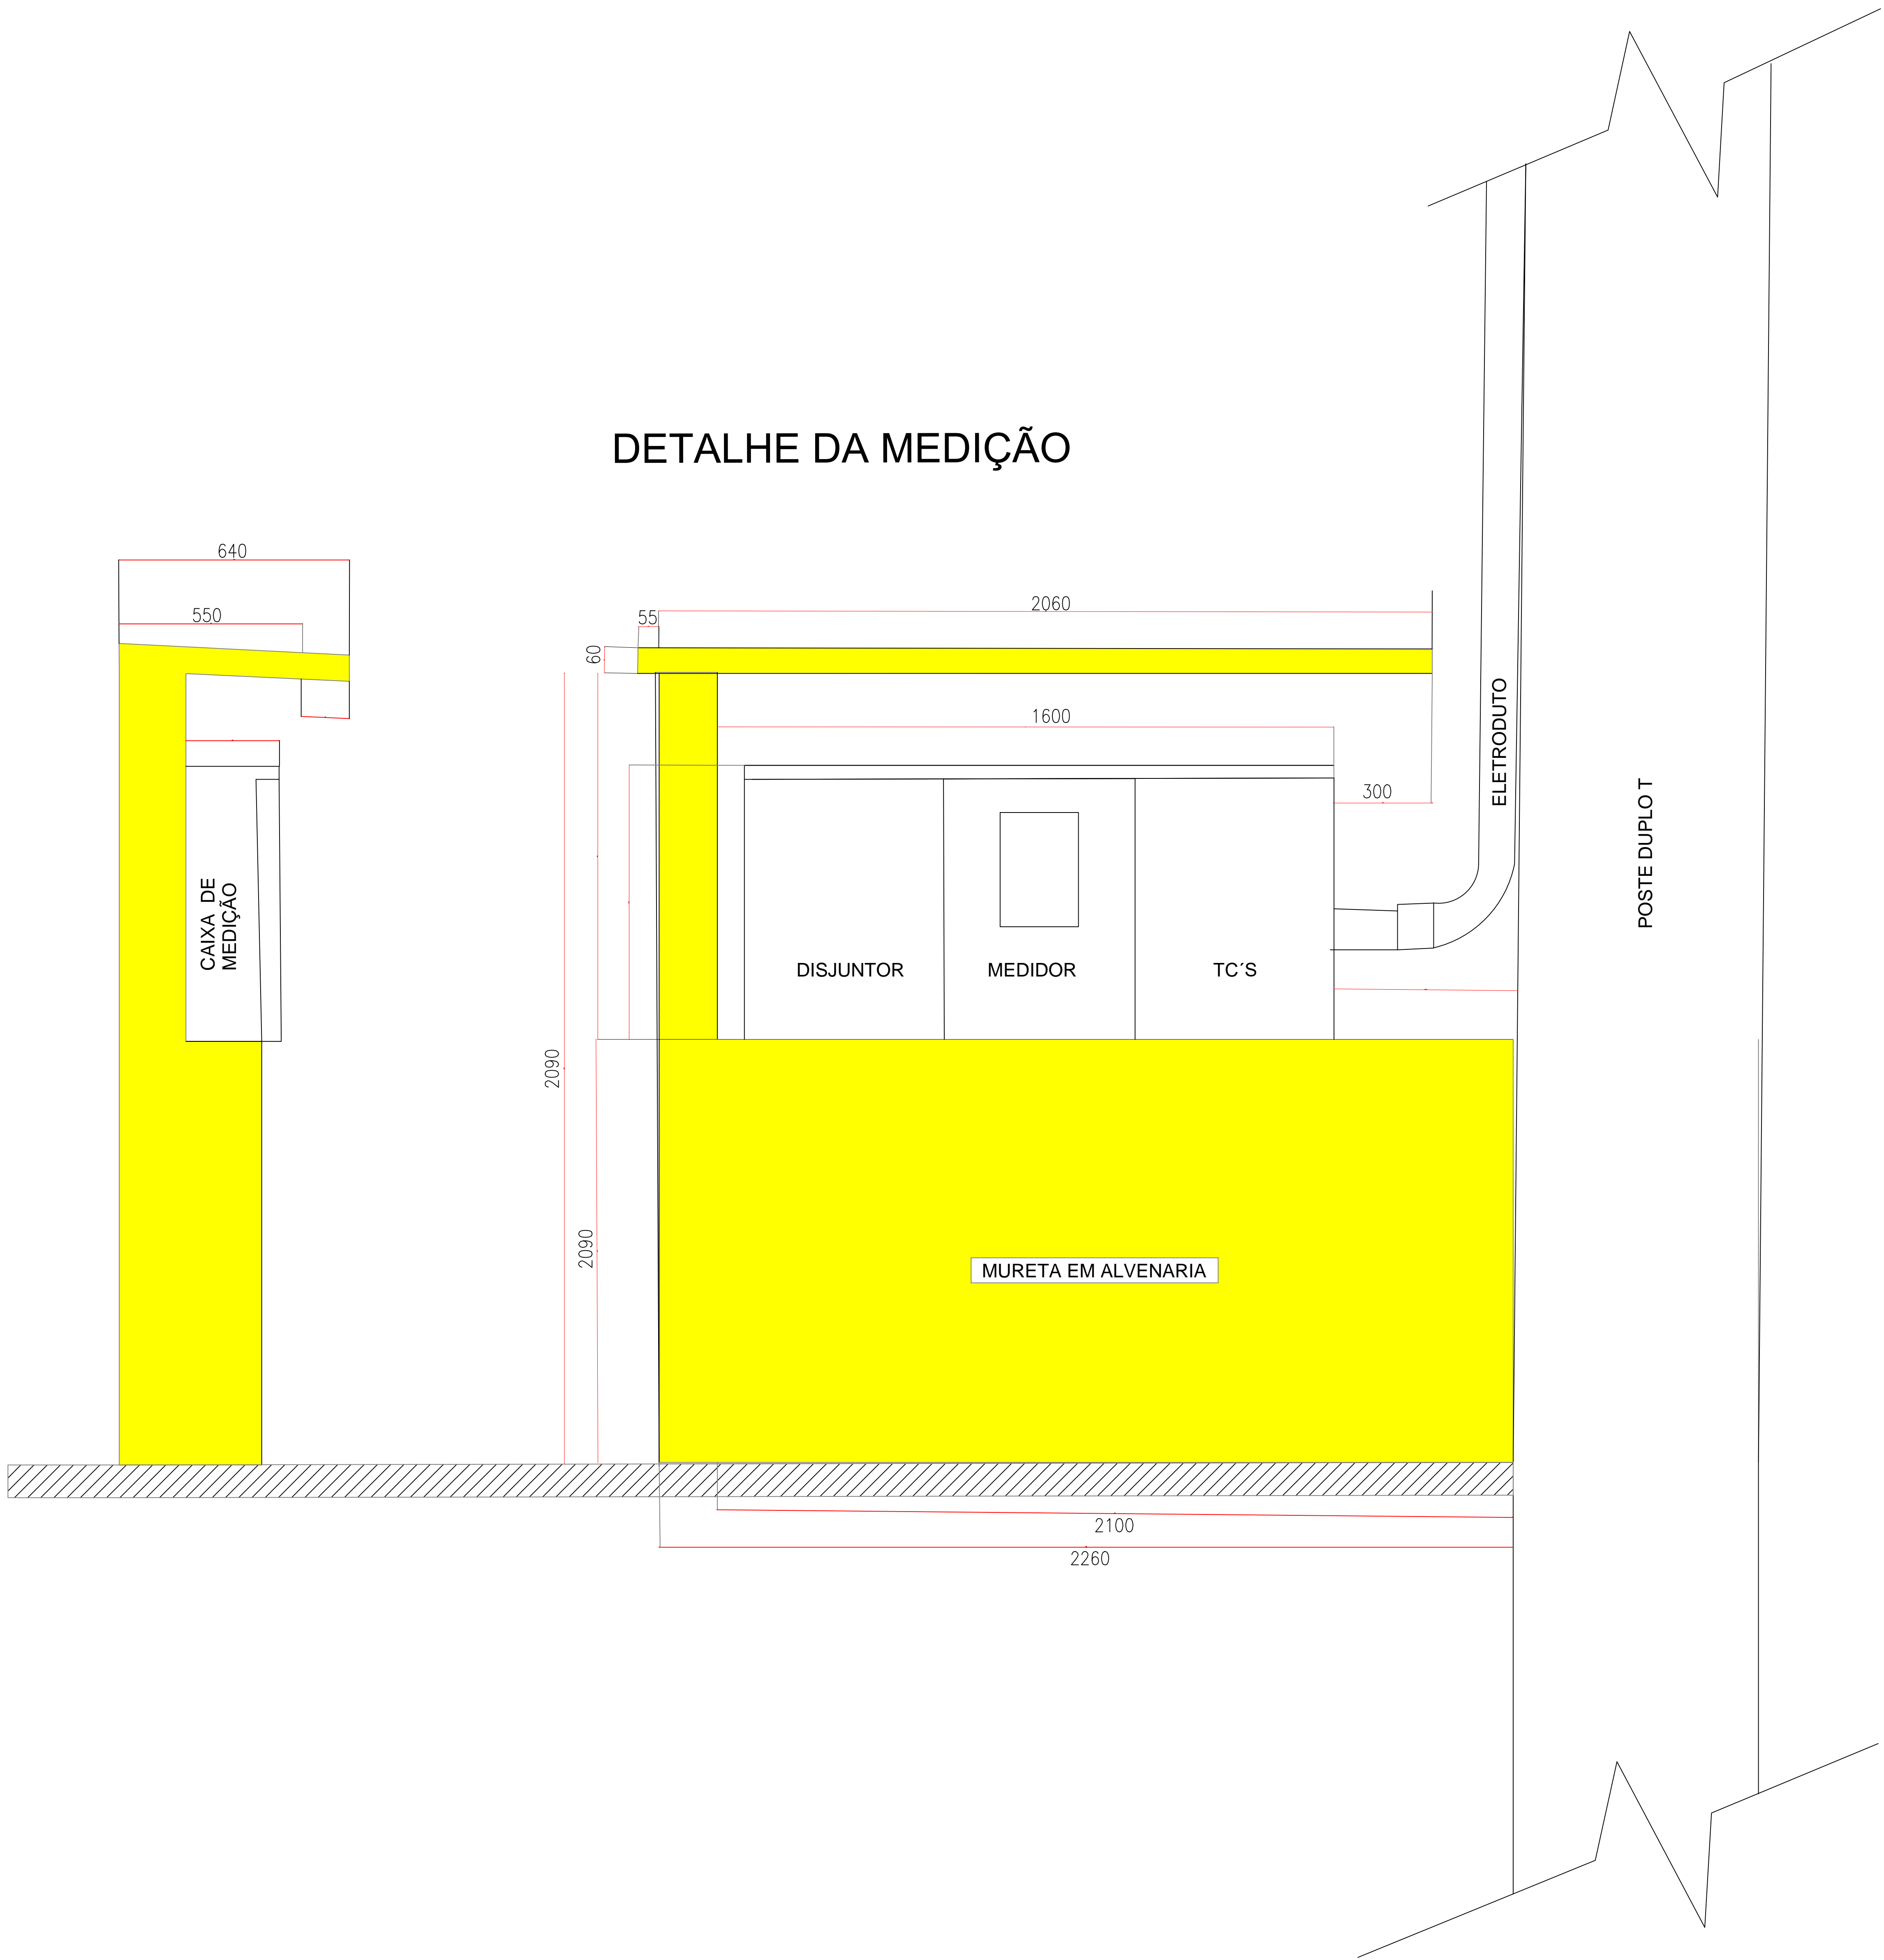 DETALHE DA MEDIÇÃO
640
550
2060
55
60
1600
300
ELETRODUTO
POSTE DUPLO T
CAIXA DE
MEDIÇÃO
DISJUNTOR
MEDIDOR
TC´S
2090
2090
MURETA EM ALVENARIA
2100
2260